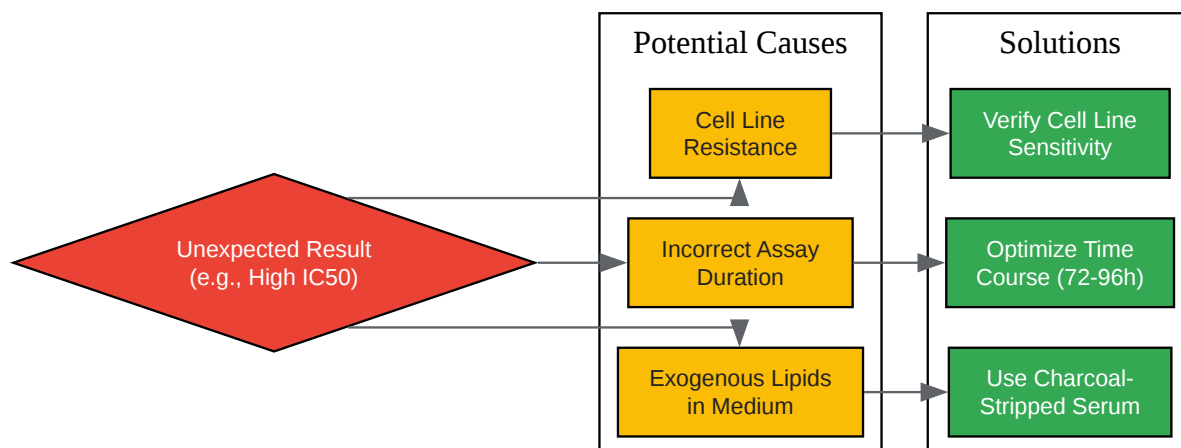 Potential Causes
Solutions
Cell Line
Resistance
Verify Cell Line
Sensitivity
Unexpected Result
(e.g., High IC50)
Incorrect Assay
Duration
Optimize Time
Course (72-96h)
Exogenous Lipids
in Medium
Use Charcoal-
Stripped Serum